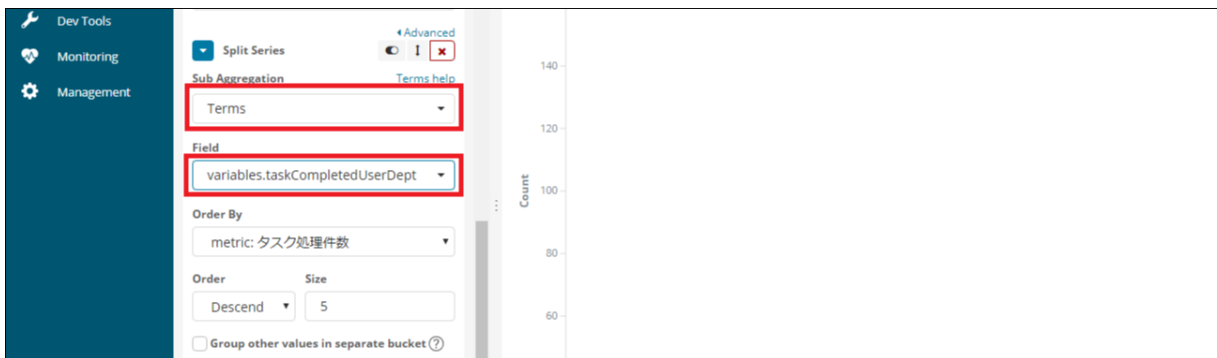 Dev Tools
Monitoring
Management
Advanced
Split Series
Sub Aggregation Terms help
Terms
Field
variables.taskCompletedUserDept
Order By
metric: タスク処理件数
Order Size
Descend 5
Group other values in separate bucket ?
Count
140
120
100
80
60